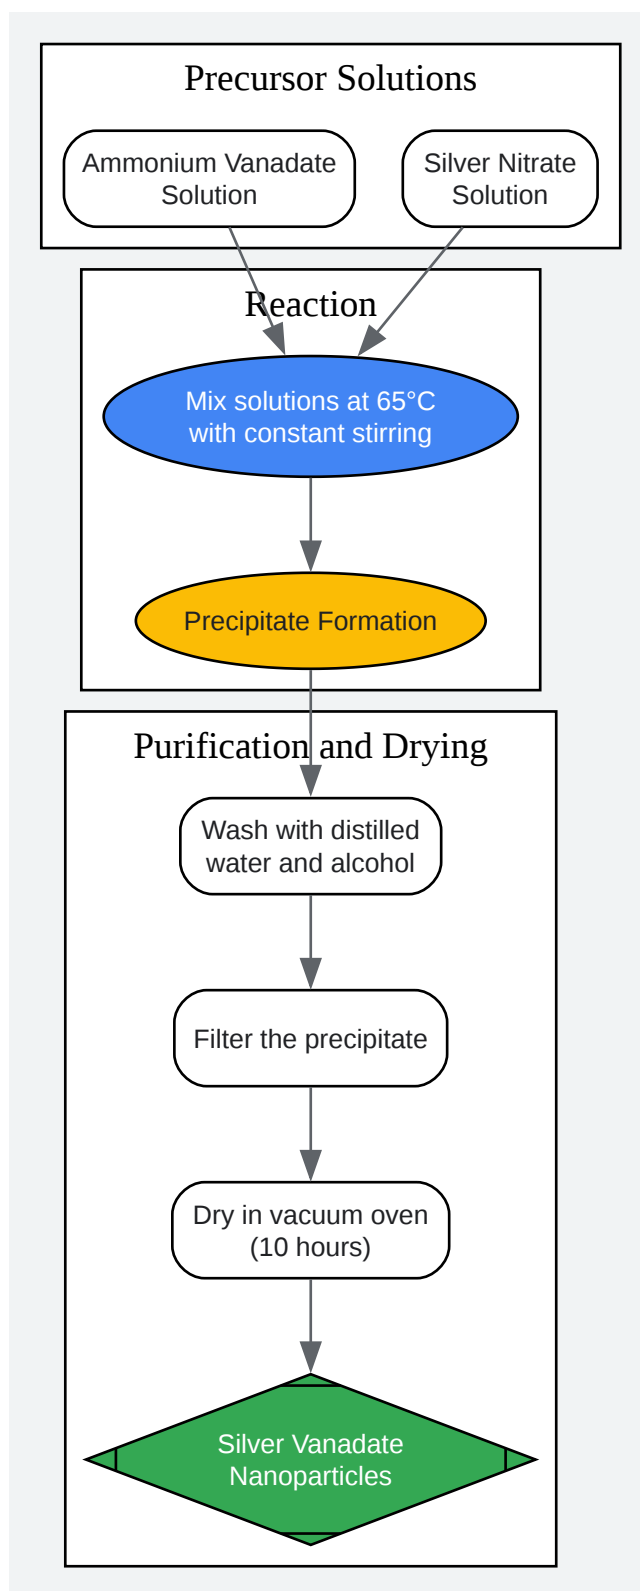 Precursor Solutions
Ammonium Vanadate
Solution
Silver Nitrate
Solution
Reaction
Mix solutions at 65°C
with constant stirring
Precipitate Formation
Purification and Drying
Wash with distilled
water and alcohol
Filter the precipitate
Dry in vacuum oven
(10 hours)
Silver Vanadate
Nanoparticles